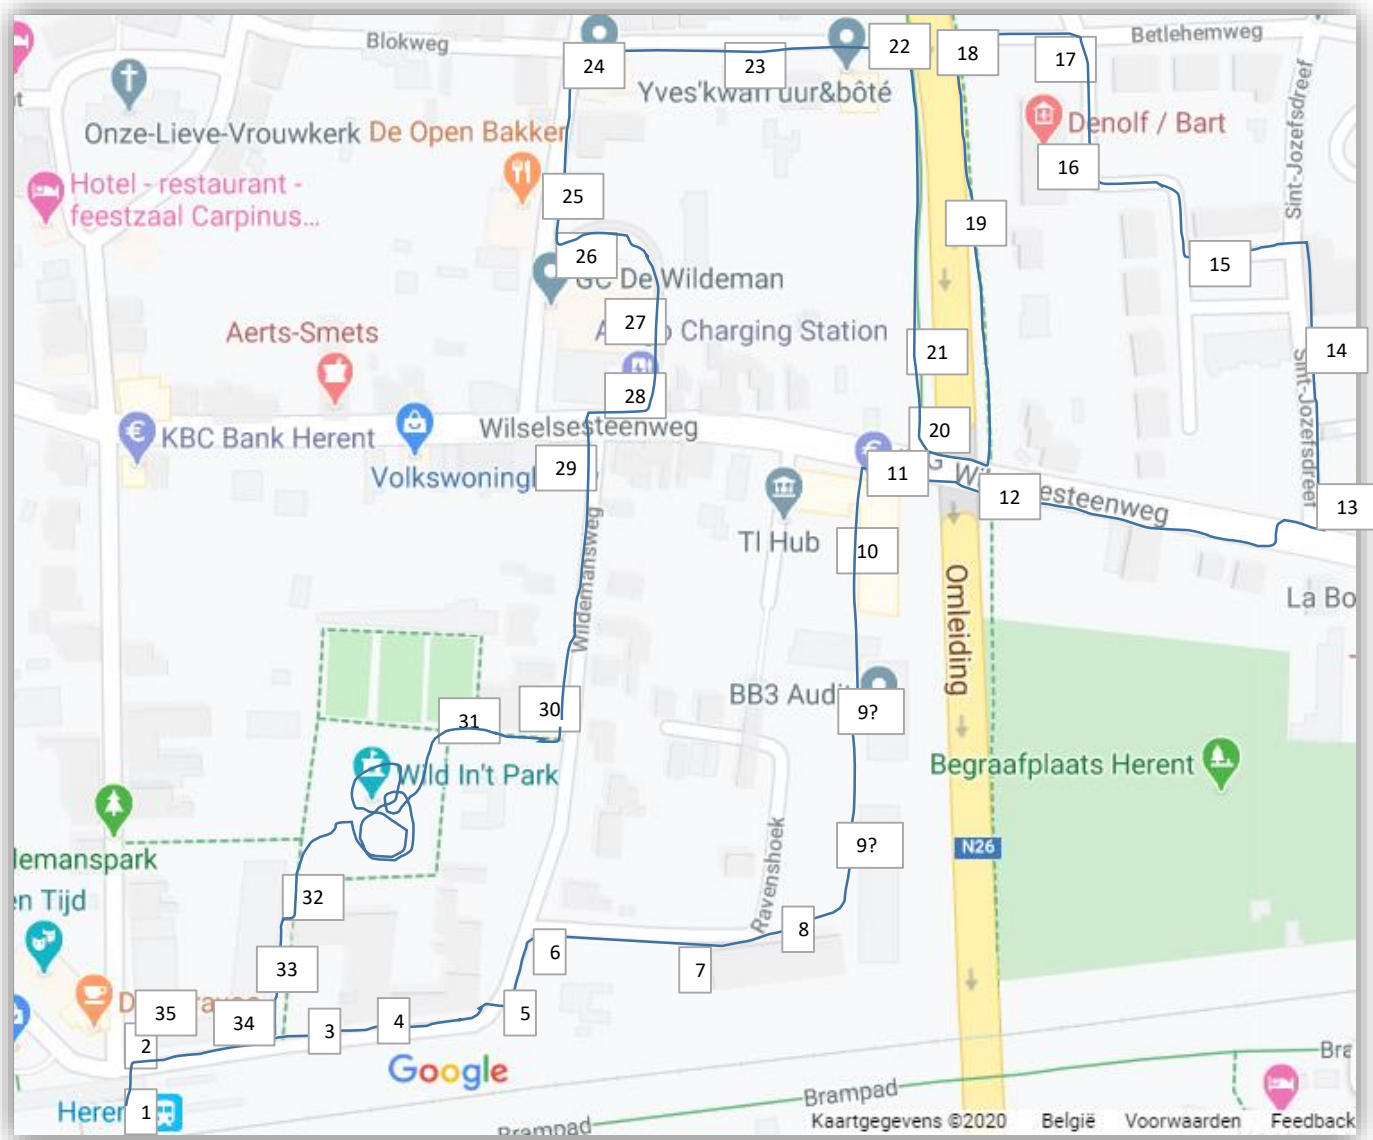 Blokweg
Betlehemweg
22
18
17
24
23
Yves'kwan uur&bôté
Onze-Lieve-Vrouwkerk
De Open Bakker
Denolf / Bart
Sint-Jozefsdreef
16
Hotel - restaurant -
feestzaal Carpinus...
25
19
26
15
GC De Wildeman
27
Charging Station
Aerts-Smets
21
14
28
Sint-Jozefsdreef
20
KBC Bank Herent
Wilselsesteenweg
29
11
Volkswoning
12
esteenweg
13
Wildemansweg
TI Hub
10
Omleiding
La Bo
BB3 Audi
9?
31
30
Wild In't Park
Begraafplaats Herent
N26
lemanspark
9?
Ravenshoek
en Tijd
32
8
6
7
33
35
34
3
4
5
2
Google
Bra
Brampad
1
Brampad
Kaartgegevens ©2020
België
Voorwaarden
Feedback